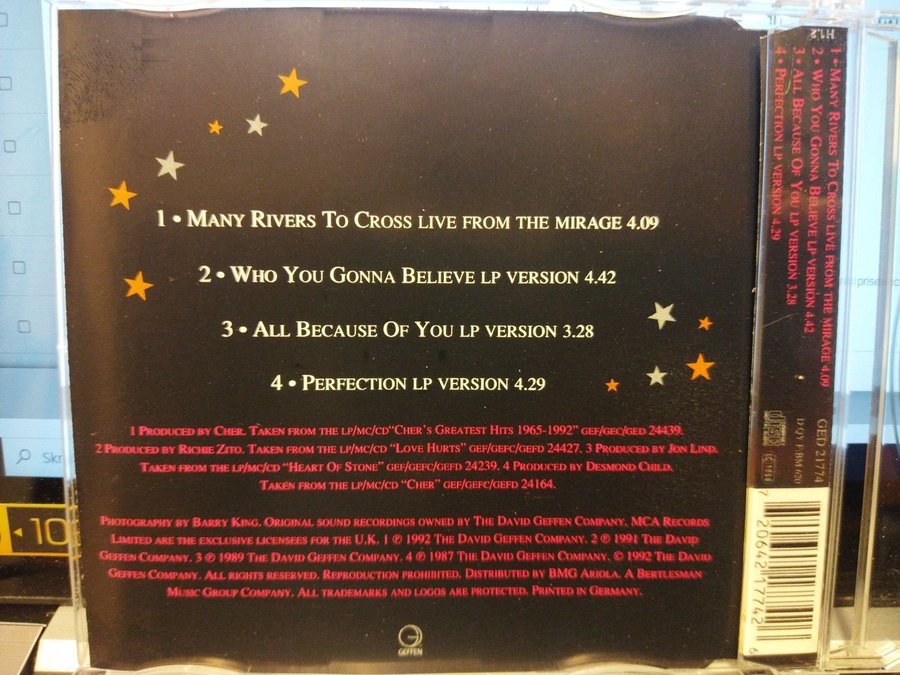 1 • Many Rivers To Cross live from the mirage 4.09
2 • Who You Gonna Believe lp version 4.42
3 • All Because Of You lp version 3.28
4 • Perfection lp version 4.29
1 Produced by Cher. Taken from the lp/mc/cd "Cher's Greatest Hits 1965-1992" gef/gec/ged 24439.
2 Produced by Richie Zito. Taken from the lp/mc/cd "Love Hurts" gef/gefc/gefd 24427. 3 Produced by Jon Lind.
Taken from the lp/mc/cd "Heart Of Stone" gef/gefc/gefd 24239. 4 Produced by Desmond Child.
Taken from the lp/mc/cd "Cher" gef/gefc/gefd 24164.
Photography by Barry King. Original sound recordings owned by The David Geffen Company. MCA Records
Limited are the exclusive licensees for the U.K. 1 ℗ 1992 The David Geffen Company. 2 ℗ 1991 The David
Geffen Company. 3 ℗ 1989 The David Geffen Company. 4 ℗ 1987 The David Geffen Company. © 1992 The David
Geffen Company. All rights reserved. Reproduction prohibited. Distributed by BMG Ariola. A Bertlesman
Music Group Company. All trademarks and logos are protected. Printed in Germany.
GEFFEN
1 • Many Rivers To Cross live from the mirage 4.09
2 • Who You Gonna Believe lp version 4.42
3 • All Because Of You lp version 3.28
4 • Perfection lp version 4.29
GED 21774
7 20642 17742 6
10